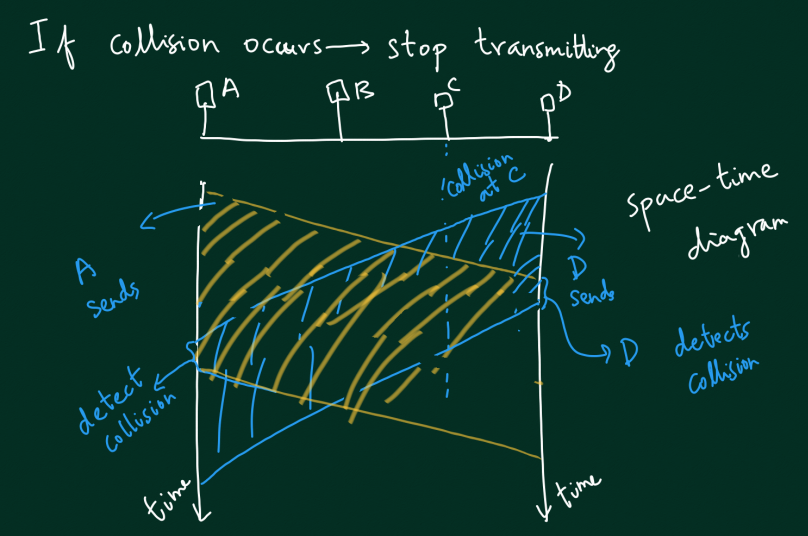 If collision occurs → stop transmitting
A
B
C
D
collision
at C
space-time
diagram
A
sends
D
sends
D detects
collision
detect
collision
time
time